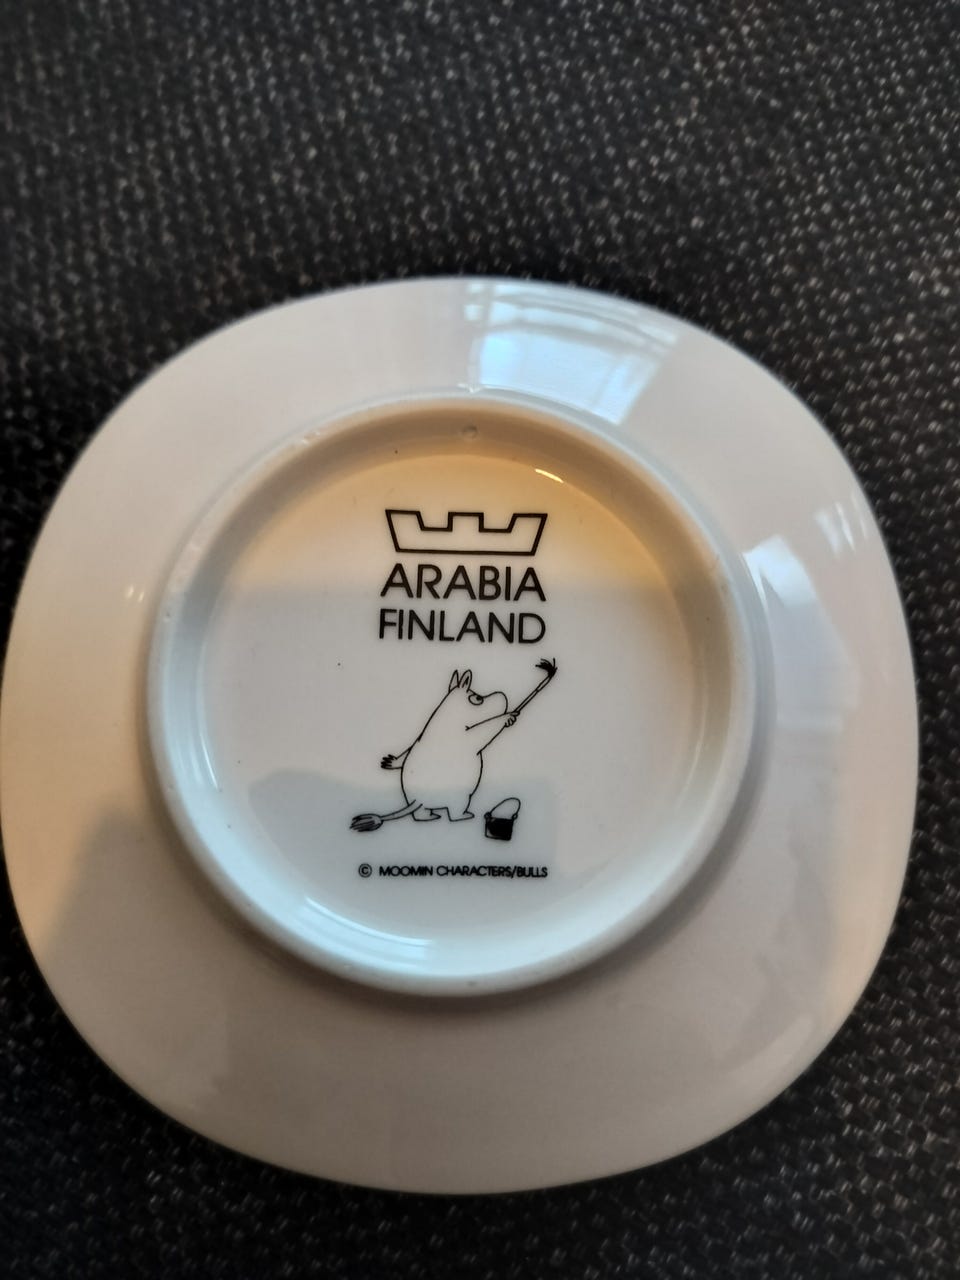 ARABIA
FINLAND
© MOOMIN CHARACTERS/BULLS